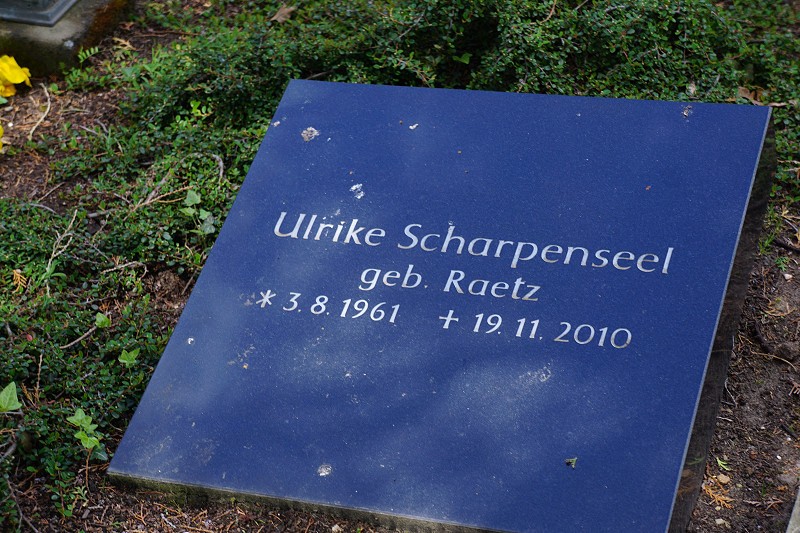 Ulrike Scharpenseel
geb. Raetz
* 3. 8. 1961 + 19. 11. 2010